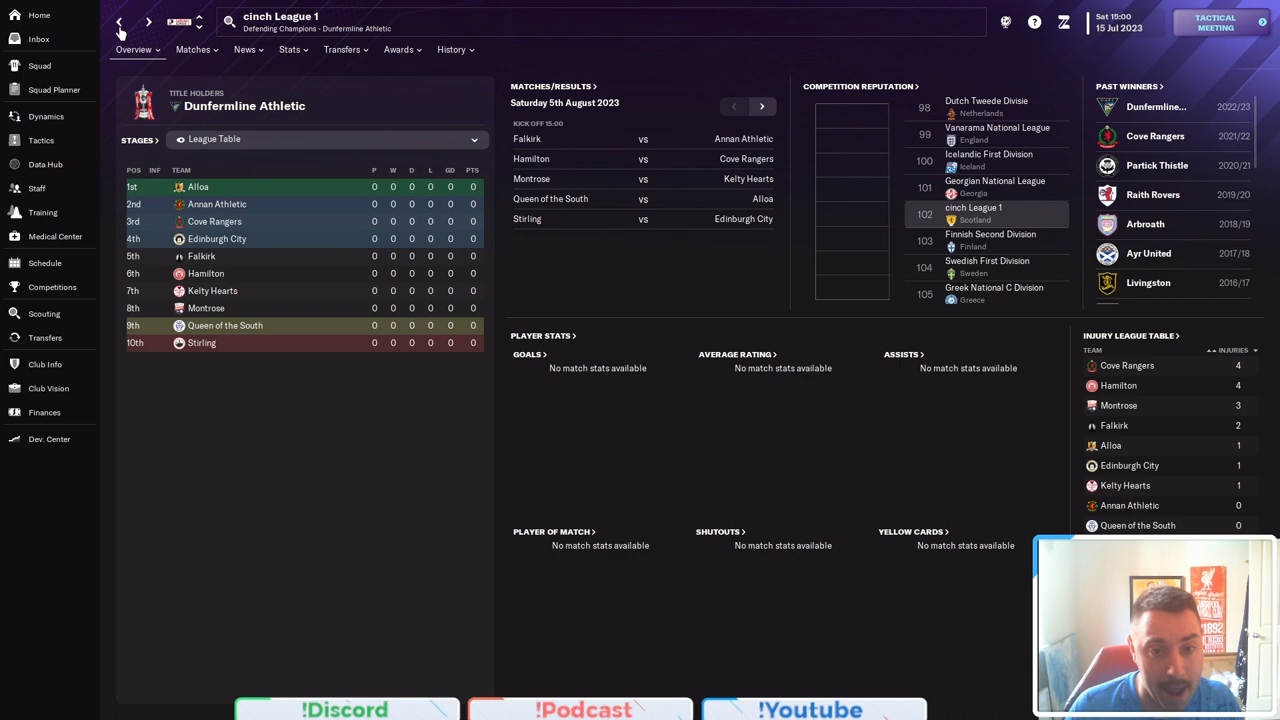 Home
Inbox
Squad
Squad Planner
Dynamics
Tactics
Data Hub
Staff
Training
Medical Center
Schedule
Competitions
Scouting
Transfers
Club Info
Club Vision
Finances
Dev. Center
cinch League 1
Defending Champions - Dunfermline Athletic
Sat 15:00
15 Jul 2023
TACTICAL
MEETING
Overview
Matches
News
Stats
Transfers
Awards
History
TITLE HOLDERS
Dunfermline Athletic
STAGES
League Table
POS INF TEAM P W D L GD PTS
1st Alloa 0 0 0 0 0 0
2nd Annan Athletic 0 0 0 0 0 0
3rd Cove Rangers 0 0 0 0 0 0
4th Edinburgh City 0 0 0 0 0 0
5th Falkirk 0 0 0 0 0 0
6th Hamilton 0 0 0 0 0 0
7th Kelty Hearts 0 0 0 0 0 0
8th Montrose 0 0 0 0 0 0
9th Queen of the South 0 0 0 0 0 0
10th Stirling 0 0 0 0 0 0
MATCHES/RESULTS
Saturday 5th August 2023
KICK OFF 15:00
Falkirk vs Annan Athletic
Hamilton vs Cove Rangers
Montrose vs Kelty Hearts
Queen of the South vs Alloa
Stirling vs Edinburgh City
COMPETITION REPUTATION
98 Dutch Tweede Divisie
Netherlands
99 Vanarama National League
England
100 Icelandic First Division
Iceland
101 Georgian National League
Georgia
102 cinch League 1
Scotland
103 Finnish Second Division
Finland
104 Swedish First Division
Sweden
105 Greek National C Division
Greece
PAST WINNERS
Dunfermline... 2022/23
Cove Rangers 2021/22
Partick Thistle 2020/21
Raith Rovers 2019/20
Arbroath 2018/19
Ayr United 2017/18
Livingston 2016/17
PLAYER STATS
GOALS
No match stats available
AVERAGE RATING
No match stats available
ASSISTS
No match stats available
PLAYER OF MATCH
No match stats available
SHUTOUTS
No match stats available
YELLOW CARDS
No match stats available
INJURY LEAGUE TABLE
TEAM INJURIES
Cove Rangers 4
Hamilton 4
Montrose 3
Falkirk 2
Alloa 1
Edinburgh City 1
Kelty Hearts 1
Annan Athletic 0
Queen of the South 0
1892
!Discord
!Podcast
!Youtube